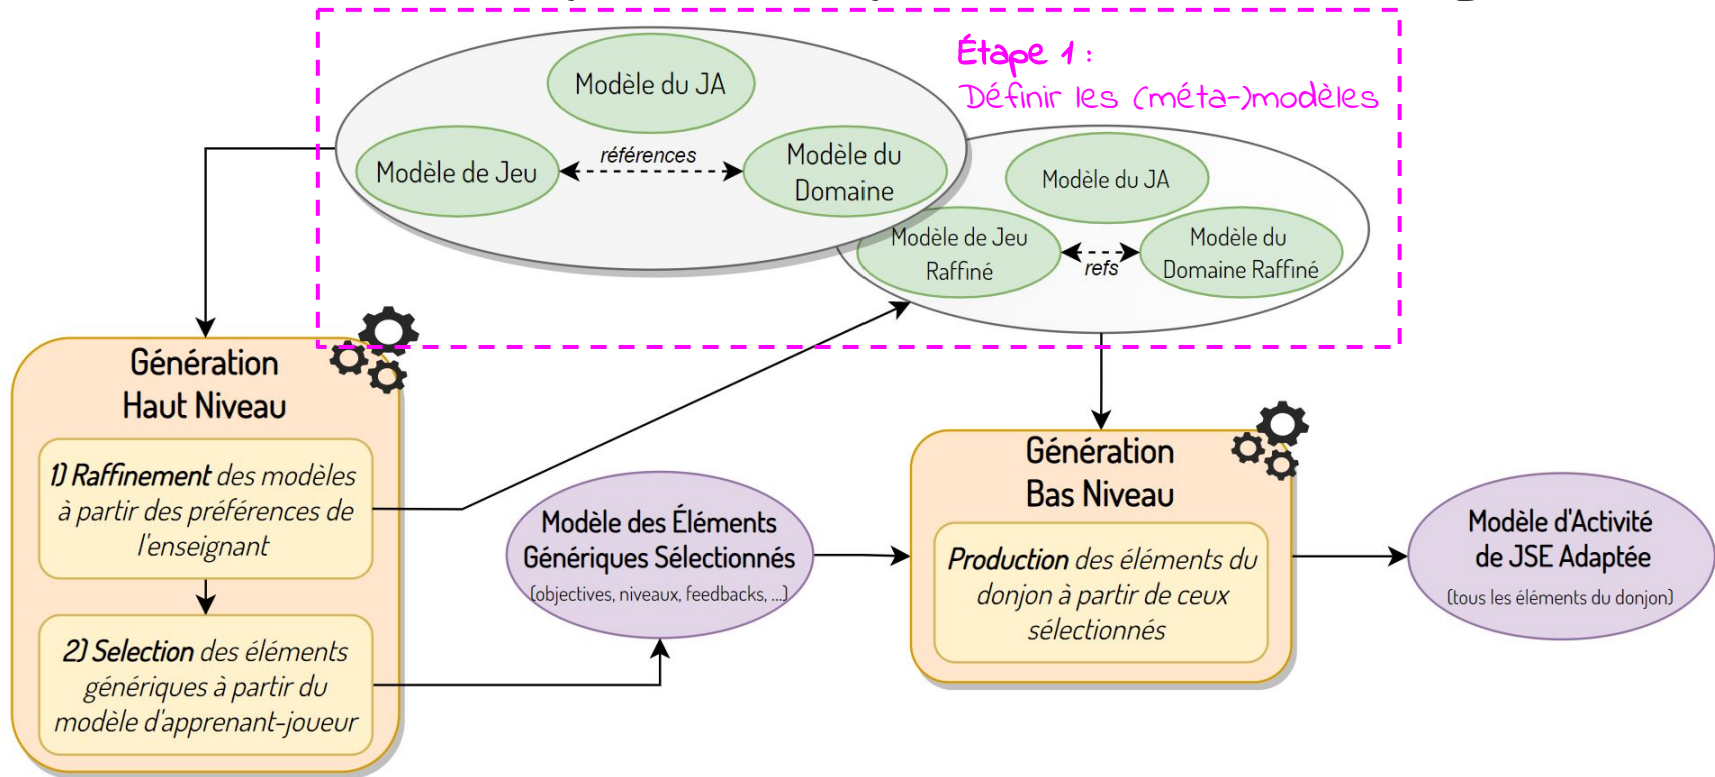 Étape 1 :
Définir les (méta-)modèles
Modèle du JA
Modèle de Jeu
références
Modèle du
Domaine
Modèle du JA
Modèle de Jeu
Raffiné
refs
Modèle du
Domaine Raffiné
Génération
Haut Niveau
1) Raffinement des modèles
à partir des préférences de
l'enseignant
2) Selection des éléments
génériques à partir du
modèle d'apprenant-joueur
Modèle des Éléments
Génériques Sélectionnés
(objectives, niveaux, feedbacks, ...)
Génération
Bas Niveau
Production des éléments du
donjon à partir de ceux
sélectionnés
Modèle d'Activité
de JSE Adaptée
(tous les éléments du donjon)